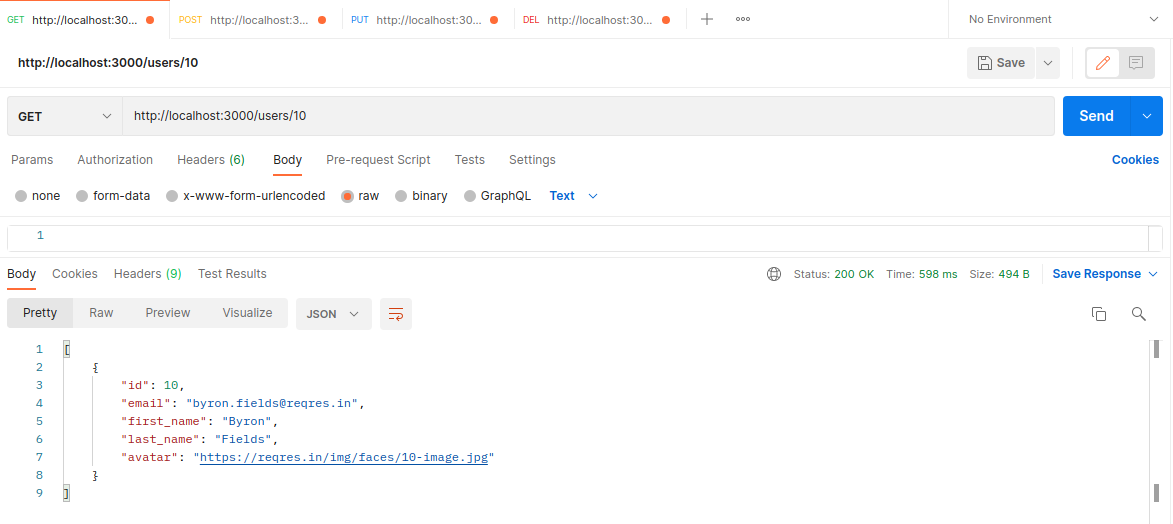 GET http://localhost:30... POST http://localhost:3... PUT http://localhost:30... DEL http://localhost:30... No Environment
http://localhost:3000/users/10 Save
GET http://localhost:3000/users/10 Send
Params Authorization Headers (6) Body Pre-request Script Tests Settings Cookies
none form-data x-www-form-urlencoded raw binary GraphQL Text
1
Body Cookies Headers (9) Test Results Status: 200 OK Time: 598 ms Size: 494 B Save Response
Pretty Raw Preview Visualize JSON
1 [
2 {
3 "id": 10,
4 "email": "byron.fields@reqres.in",
5 "first_name": "Byron",
6 "last_name": "Fields",
7 "avatar": "https://reqres.in/img/faces/10-image.jpg"
8 }
9 ]